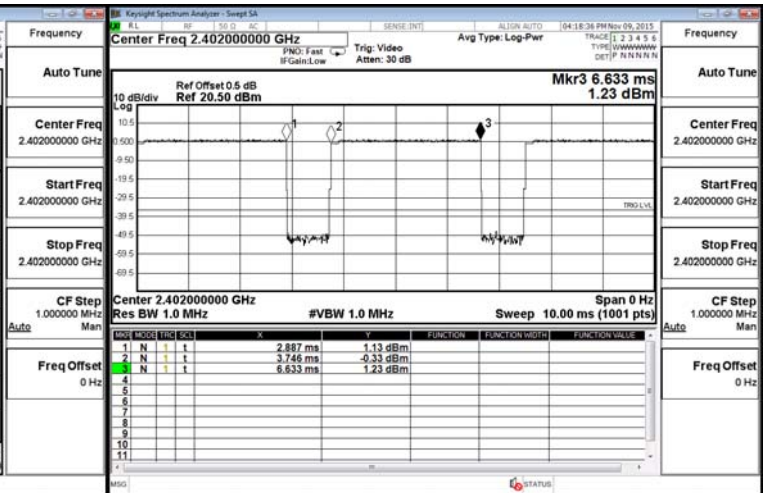 Keysight Spectrum Analyzer - Swept SA
RL RF 50 Ω AC SENSE:INT ALIGN AUTO 04:18:36 PM Nov 09, 2015
Center Freq 2.402000000 GHz
PNO: Fast
IFGain:Low
Trig: Video
Atten: 30 dB
Avg Type: Log-Pwr
TRACE 1 2 3 4 5 6
TYPE WWWWWW
DET P NNNNN
Ref Offset 0.5 dB
Ref 20.50 dBm
10 dB/div
Log
Mkr3 6.633 ms
1.23 dBm
10.5
0.500
-9.50
-19.5
-29.5
-39.5
-59.5
-69.5
1
2
3
TRIG LVL
Center 2.402000000 GHz Span 0 Hz
Res BW 1.0 MHz #VBW 1.0 MHz Sweep 10.00 ms (1001 pts)
MKR MODE TRC SCL X Y FUNCTION FUNCTION WIDTH FUNCTION VALUE
1 N 1 t 2.887 ms 1.13 dBm
2 N 1 t 3.746 ms -0.33 dBm
3 N 1 t 6.633 ms 1.23 dBm
4
5
6
7
8
9
10
11
MSG STATUS
Frequency
Auto Tune
Center Freq
2.402000000 GHz
Start Freq
2.402000000 GHz
Stop Freq
2.402000000 GHz
CF Step
1.000000 MHz
Auto Man
Freq Offset
0 Hz
Frequency
Auto Tune
Center Freq
2.402000000 GHz
Start Freq
2.402000000 GHz
Stop Freq
2.402000000 GHz
CF Step
1.000000 MHz
Auto Man
Freq Offset
0 Hz